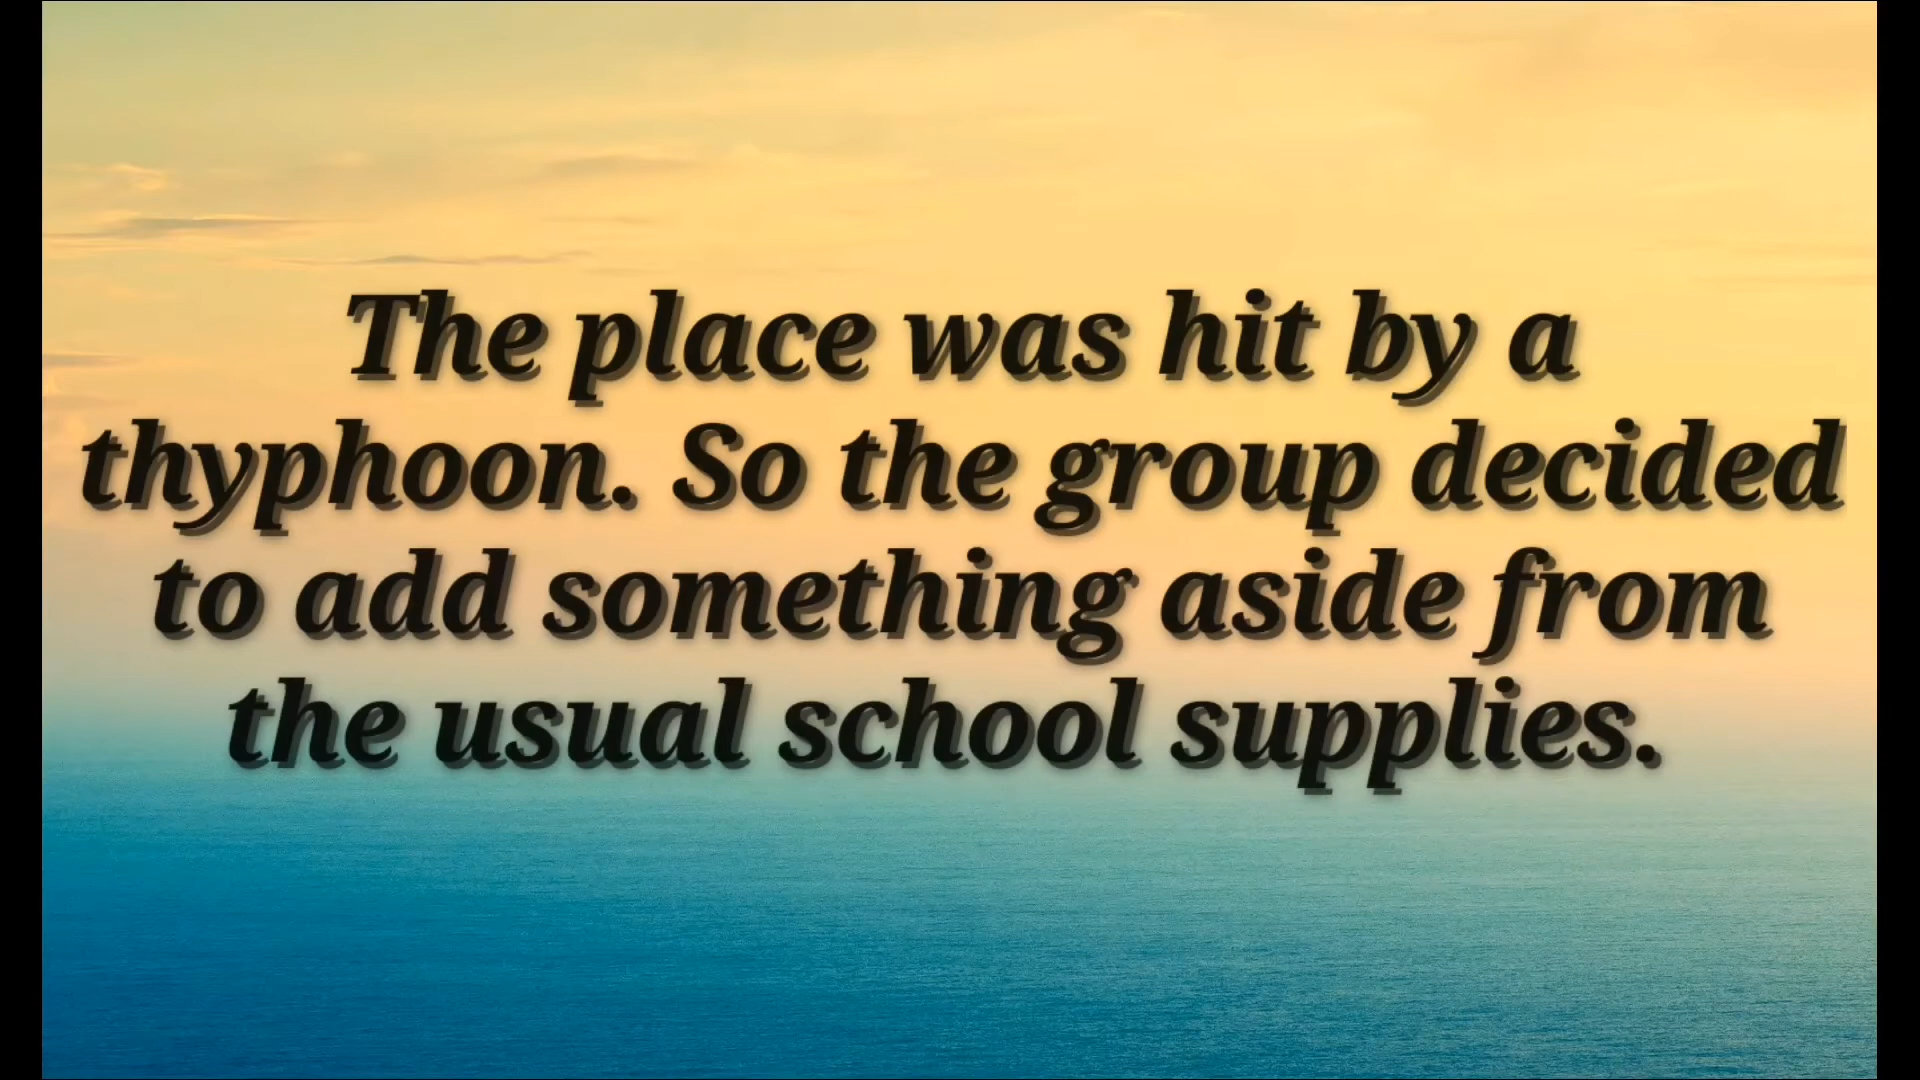 The place was hit by a
thyphoon. So the group decided
to add something aside from
the usual school supplies.